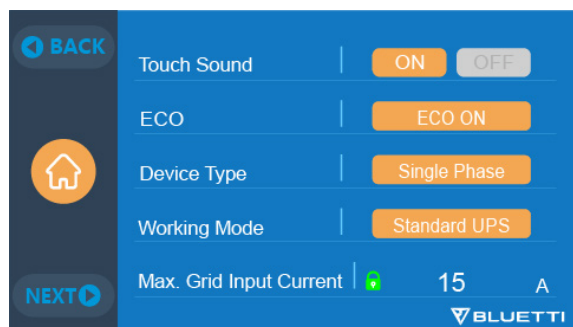 BACK
Touch Sound ON OFF
ECO ECO ON
Device Type Single Phase
Working Mode Standard UPS
Max. Grid Input Current 15 A
NEXT
BLUETTI